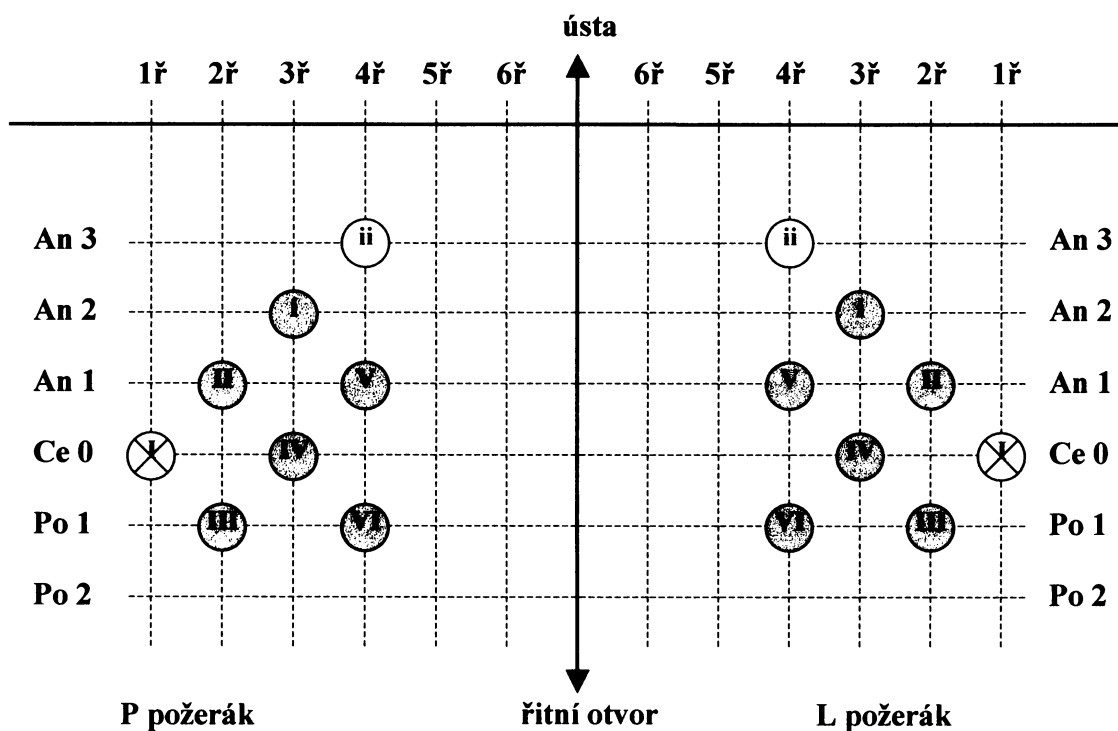 ústa
1ř 2ř 3ř 4ř 5ř 6ř 6ř 5ř 4ř 3ř 2ř 1ř
An 3 ii ii An 3
An 2 I I An 2
An 1 II V V II An 1
Ce 0 I IV IV I Ce 0
Po 1 III VI VI III Po 1
Po 2 Po 2
P požerák řitní otvor L požerák